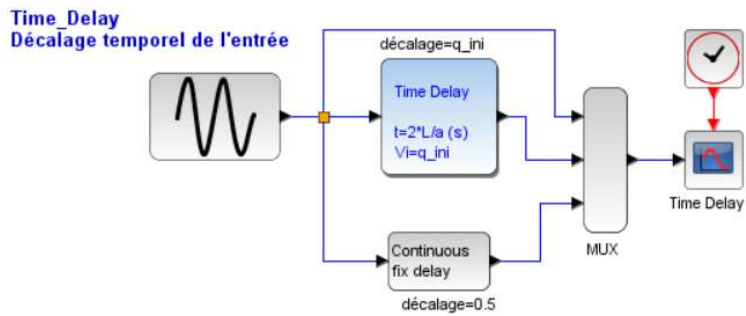 Time_Delay
Décalage temporel de l'entrée
décalage=q_ini
Time Delay
t=2*L/a (s)
Vi=q_ini
Time Delay
MUX
Continuous
fix delay
décalage=0.5